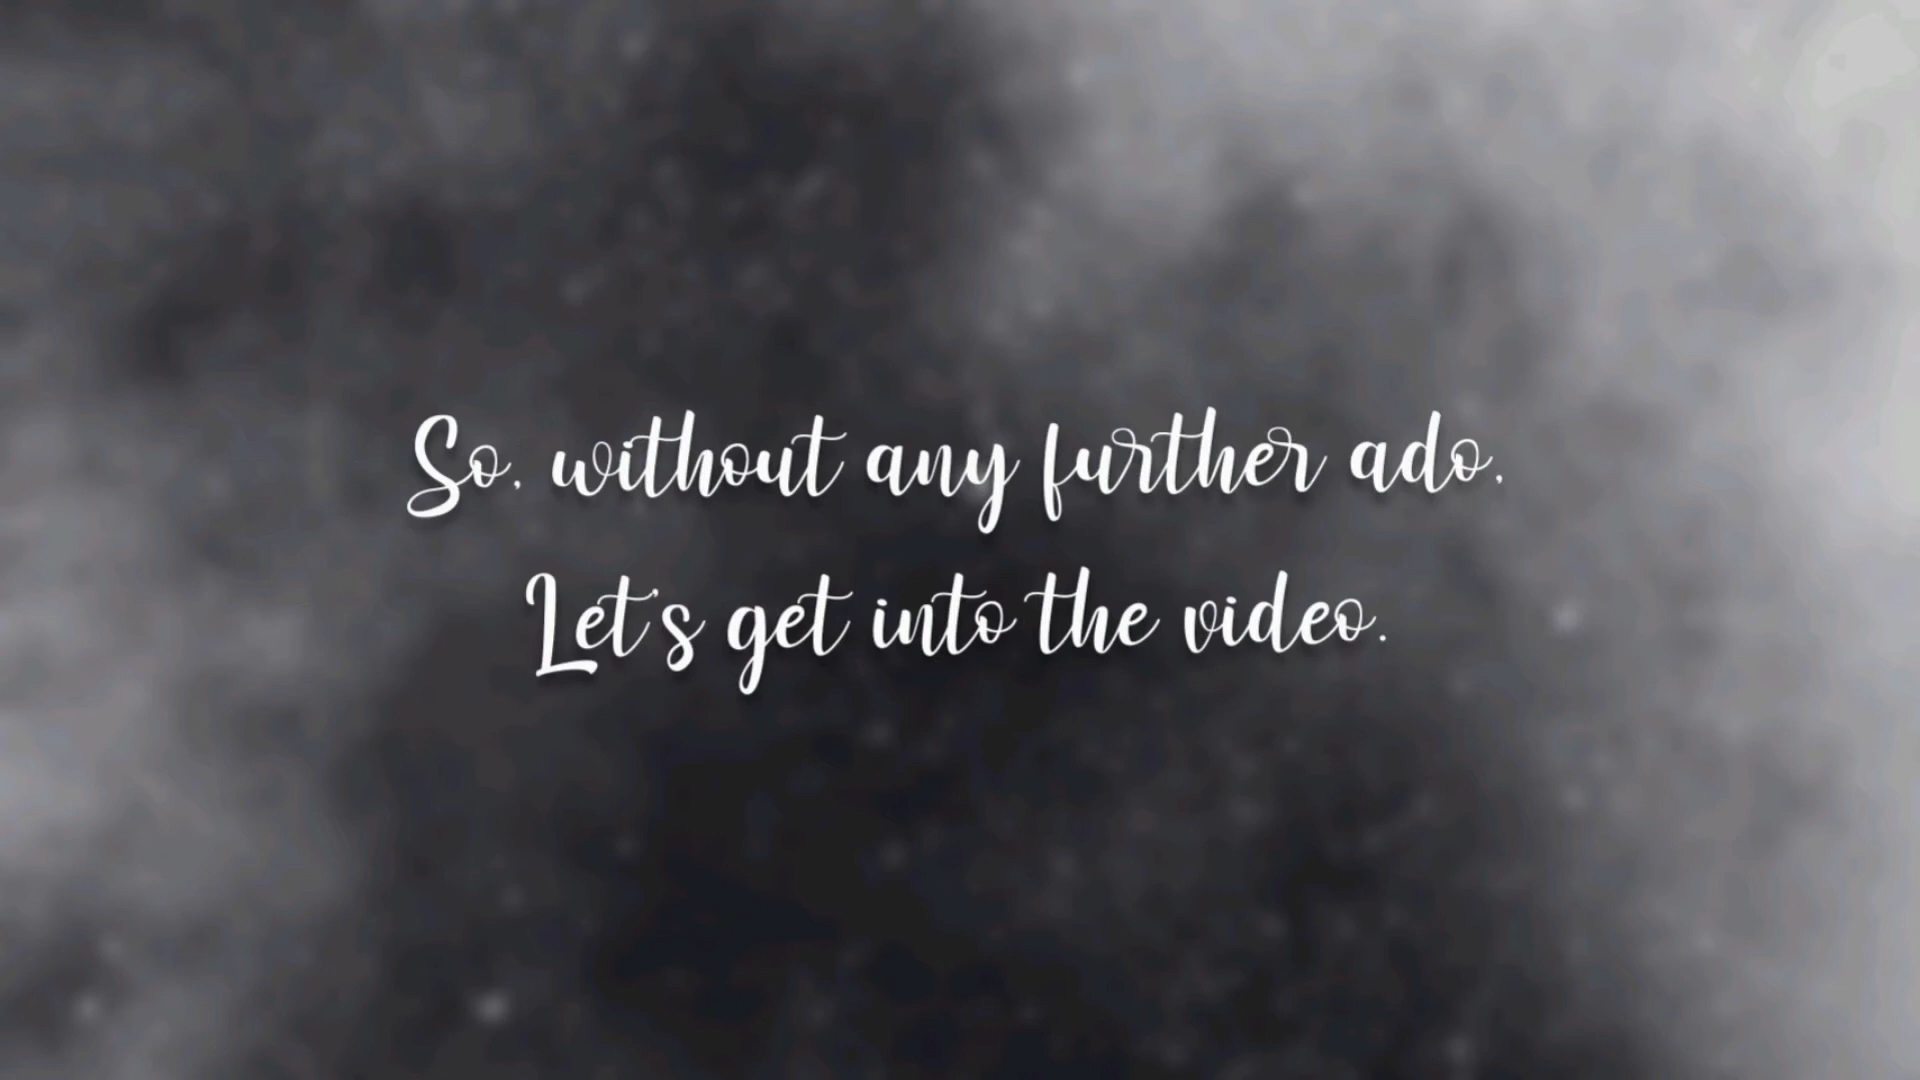 So, without any further ado,
Let's get into the video.